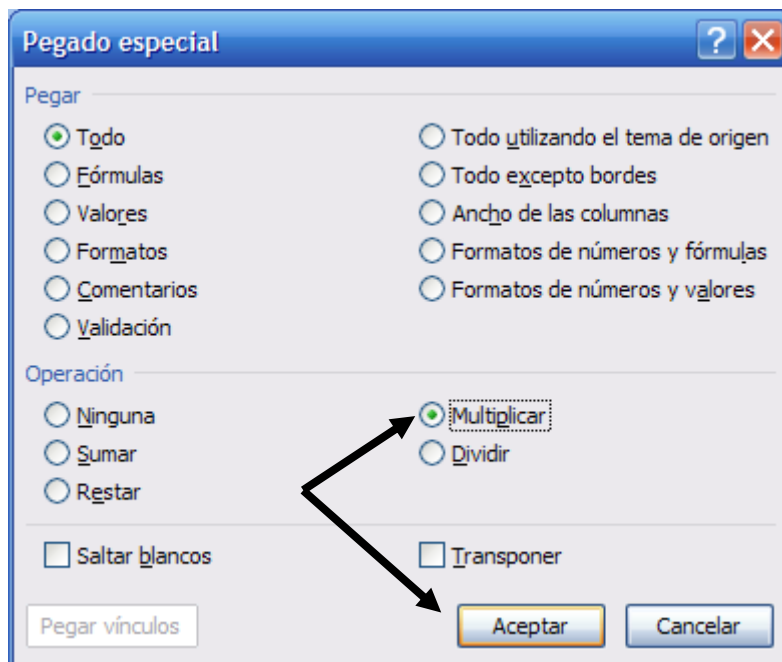 Pegado especial
Pegar
Todo
Todo utilizando el tema de origen
Fórmulas
Todo excepto bordes
Valores
Ancho de las columnas
Formatos
Formatos de números y fórmulas
Comentarios
Formatos de números y valores
Validación
Operación
Ninguna
Multiplicar
Sumar
Dividir
Restar
Saltar blancos
Transponer
Pegar vínculos
Aceptar
Cancelar